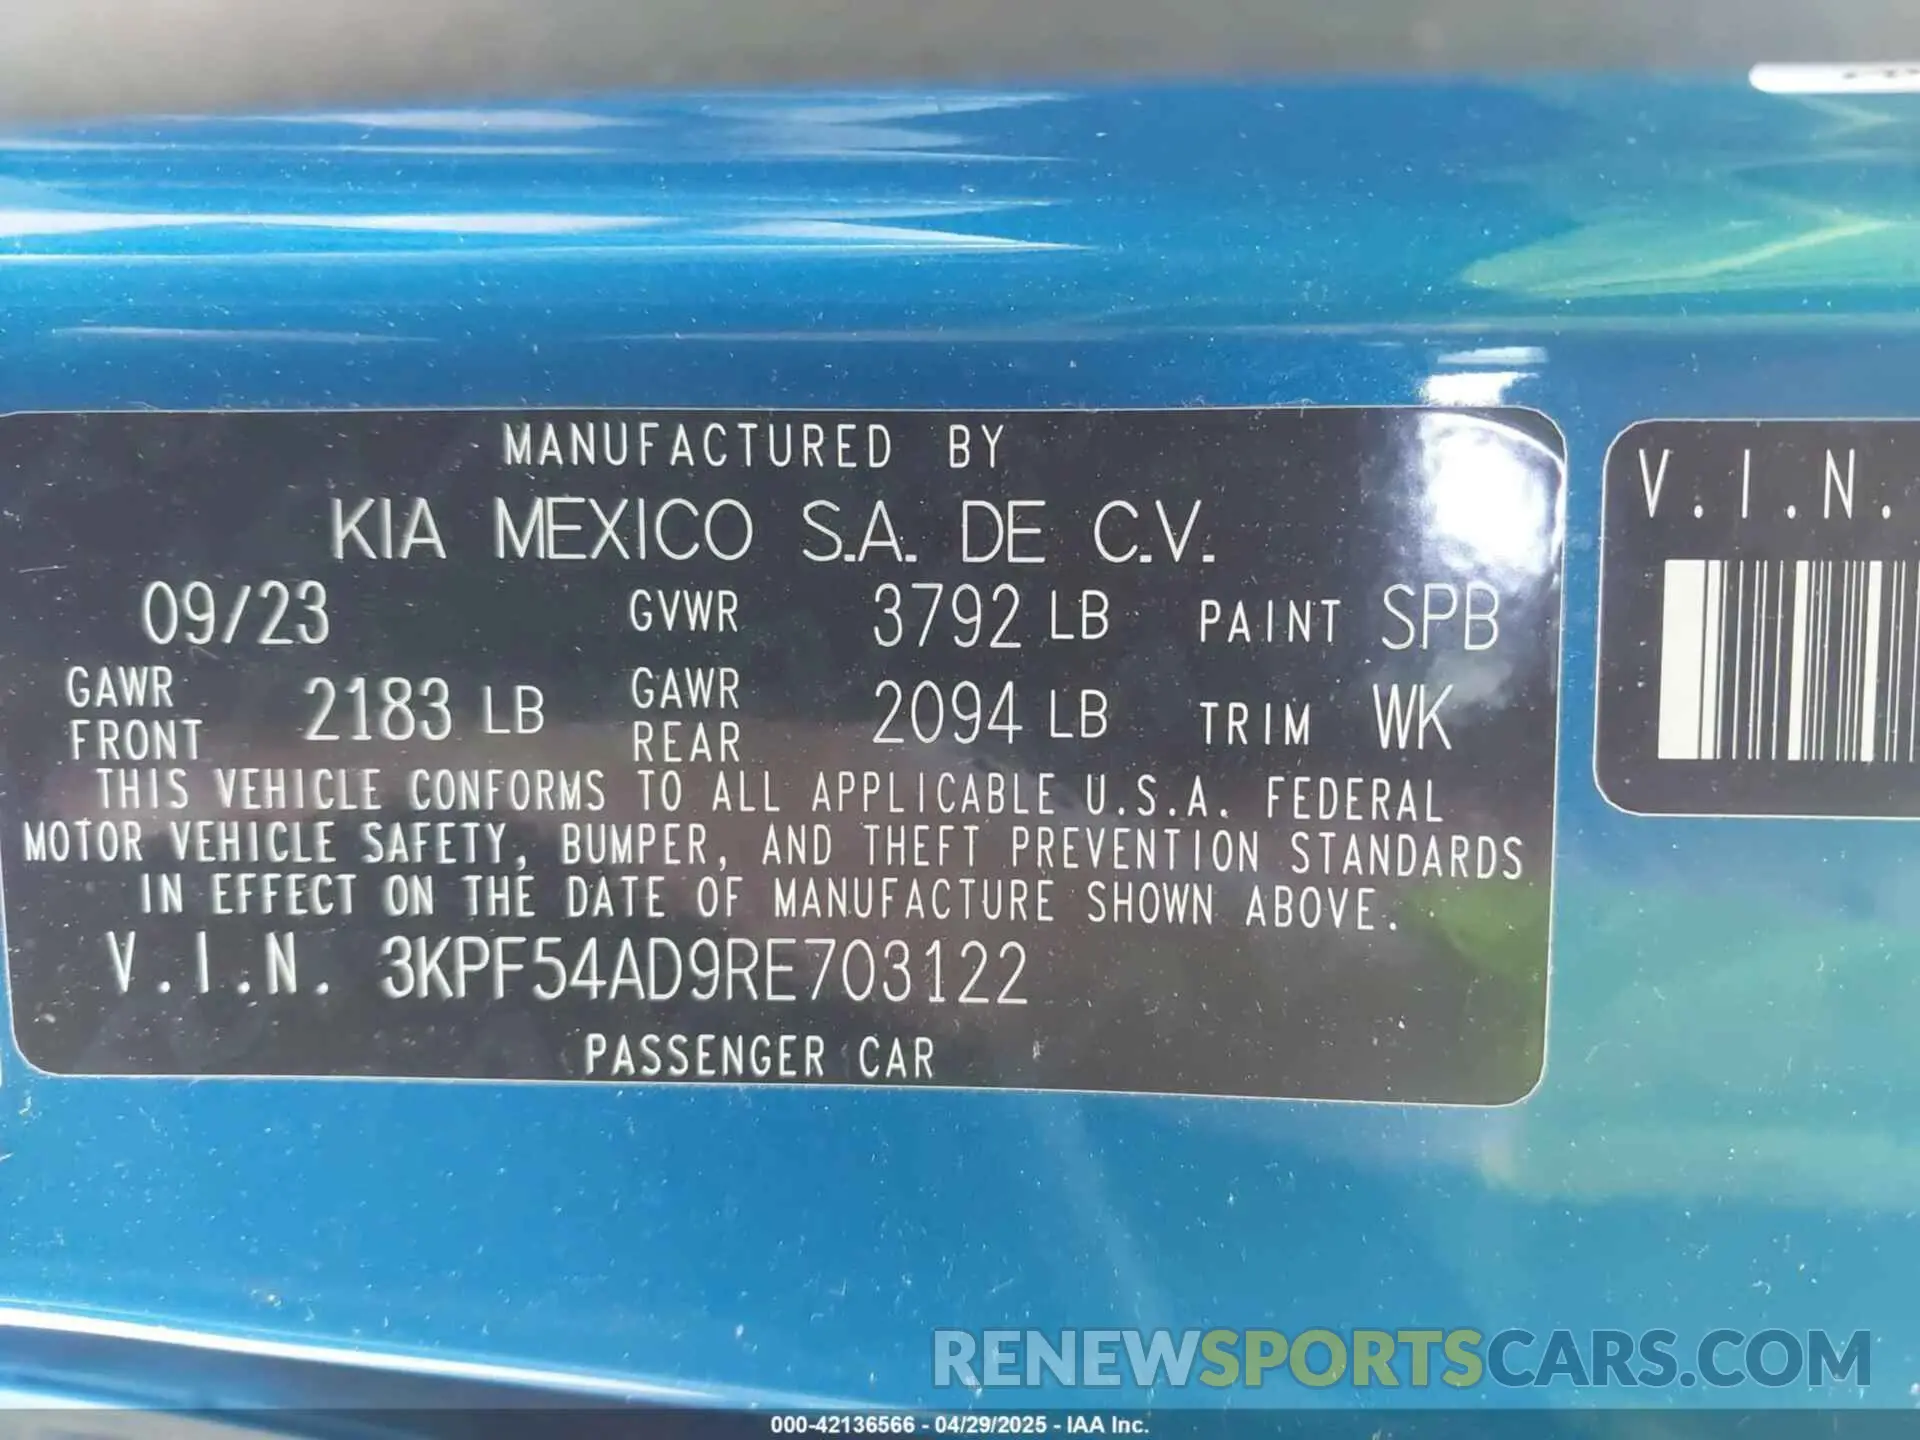 MANUFACTURED BY
KIA MEXICO S.A. DE C.V.
09/23 GVWR 3792 LB PAINT SPB
GAWR FRONT 2183 LB GAWR REAR 2094 LB TRIM WK
THIS VEHICLE CONFORMS TO ALL APPLICABLE U.S.A. FEDERAL
MOTOR VEHICLE SAFETY, BUMPER, AND THEFT PREVENTION STANDARDS
IN EFFECT ON THE DATE OF MANUFACTURE SHOWN ABOVE.
V.I.N. 3KPF54AD9RE703122
PASSENGER CAR
V.I.N.
RENEWSPORTSCARS.COM
000-42136566 - 04/29/2025 - IAA Inc.